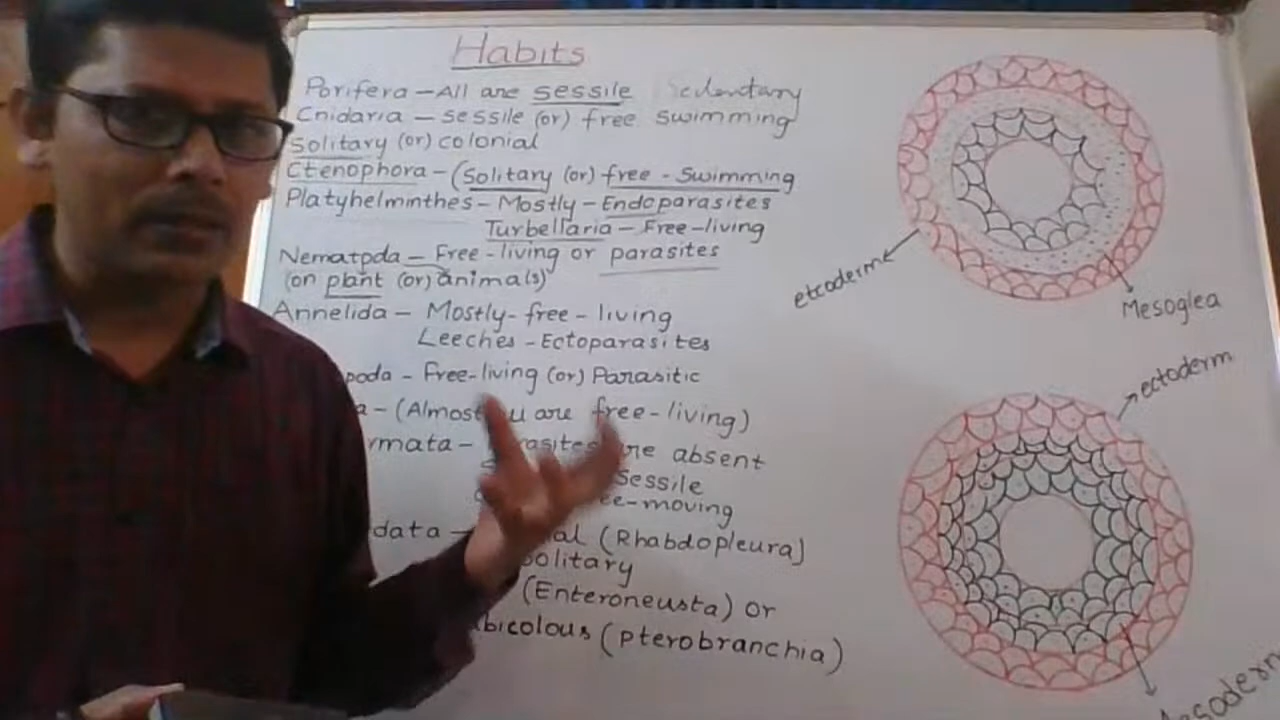 Habits
Porifera - All are sessile
Cnidaria - sessile (or) free swimming
Solitary (or) colonial
Ctenophora - (Solitary (or) free - Swimming
Platyhelminthes - Mostly - Endoparasites
Turbellaria - Free-living
Nematoda - Free-living or parasites
(on plant (or) animals)
Annelida - Mostly-free-living
Leeches - Ectoparasites
poda - Free-living (or) Parasitic
a - (Almost are free-living)
rmata - are absent
Sessile
ee-moving
data - al (Rhabdopleura)
Solitary
(Enteroneusta) or
bicolous (pterobranchia)
etcoderm
Mesoglea
ectoderm